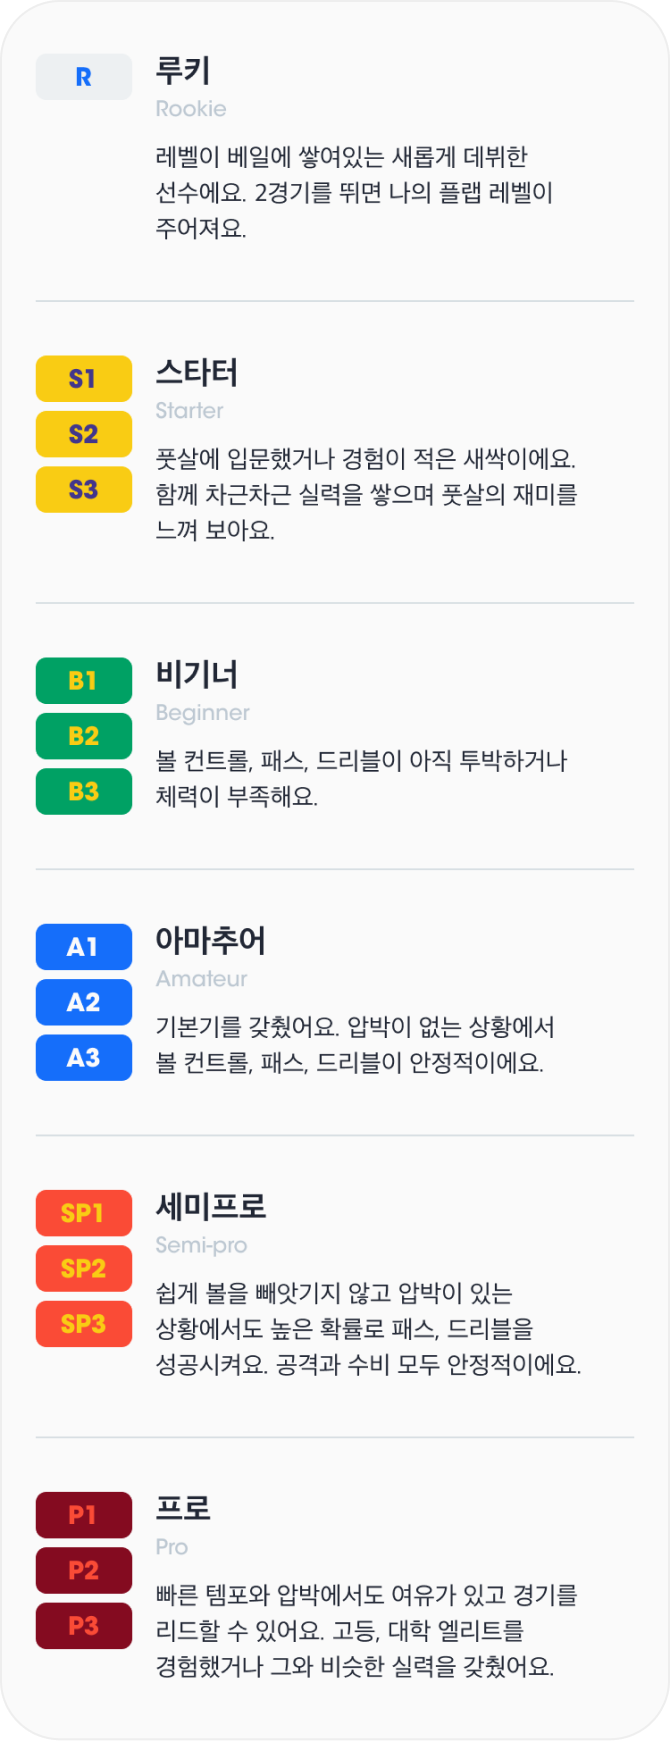 R
루키
Rookie
레벨이 베일에 쌓여있는 새롭게 데뷔한
선수에요. 2경기를 뛰면 나의 플랩 레벨이
주어져요.
S1
S2
S3
스타터
Starter
풋살에 입문했거나 경험이 적은 새싹이에요.
함께 차근차근 실력을 쌓으며 풋살의 재미를
느껴 보아요.
B1
B2
B3
비기너
Beginner
볼 컨트롤, 패스, 드리블이 아직 투박하거나
체력이 부족해요.
A1
A2
A3
아마추어
Amateur
기본기를 갖췄어요. 압박이 없는 상황에서
볼 컨트롤, 패스, 드리블이 안정적이에요.
SP1
SP2
SP3
세미프로
Semi-pro
쉽게 볼을 빼앗기지 않고 압박이 있는
상황에서도 높은 확률로 패스, 드리블을
성공시켜요. 공격과 수비 모두 안정적이에요.
P1
P2
P3
프로
Pro
빠른 템포와 압박에서도 여유가 있고 경기를
리드할 수 있어요. 고등, 대학 엘리트를
경험했거나 그와 비슷한 실력을 갖췄어요.